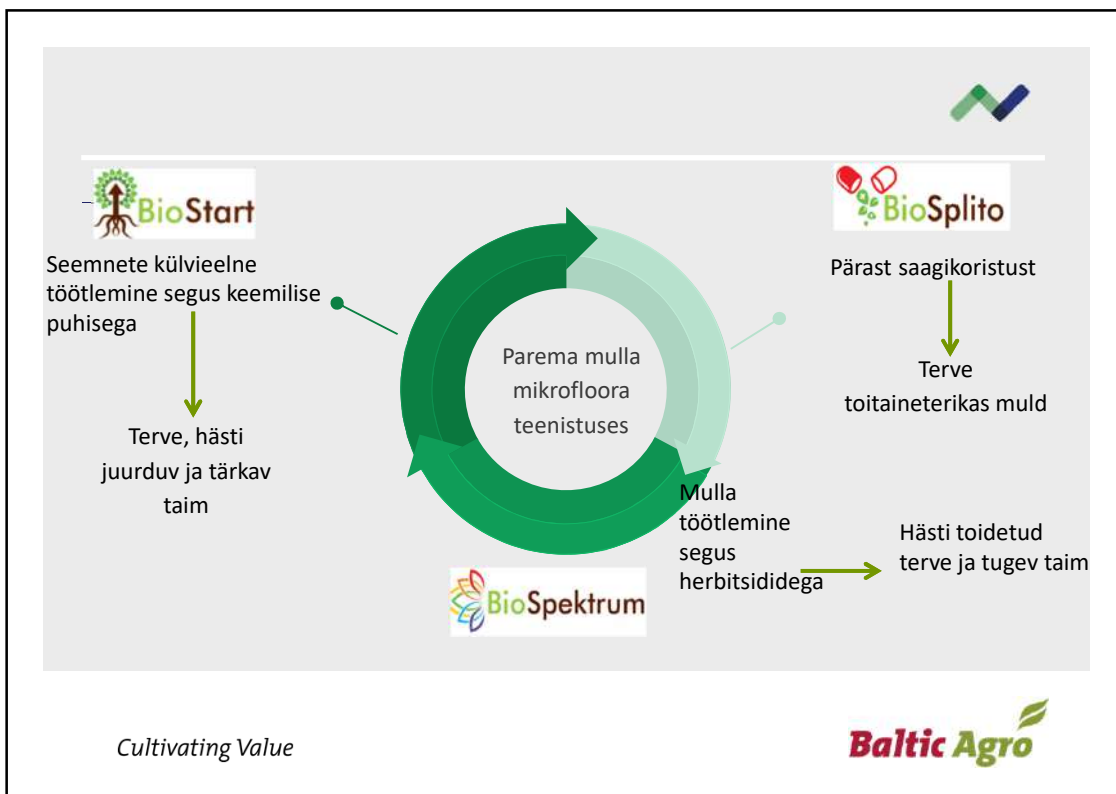 BioStart
Seemnete külvieelne
töötlemine segus keemilise
puhisega
Terve, hästi
juurduv ja tärkav
taim
Parema mulla
mikrofloora
teenistuses
BioSplito
Pärast saagikoristust
Terve
toitaineterikas muld
BioSpektrum
Mulla
töötlemine
segus
herbitsididega
Hästi toidetud
terve ja tugev taim
Cultivating Value
Baltic Agro